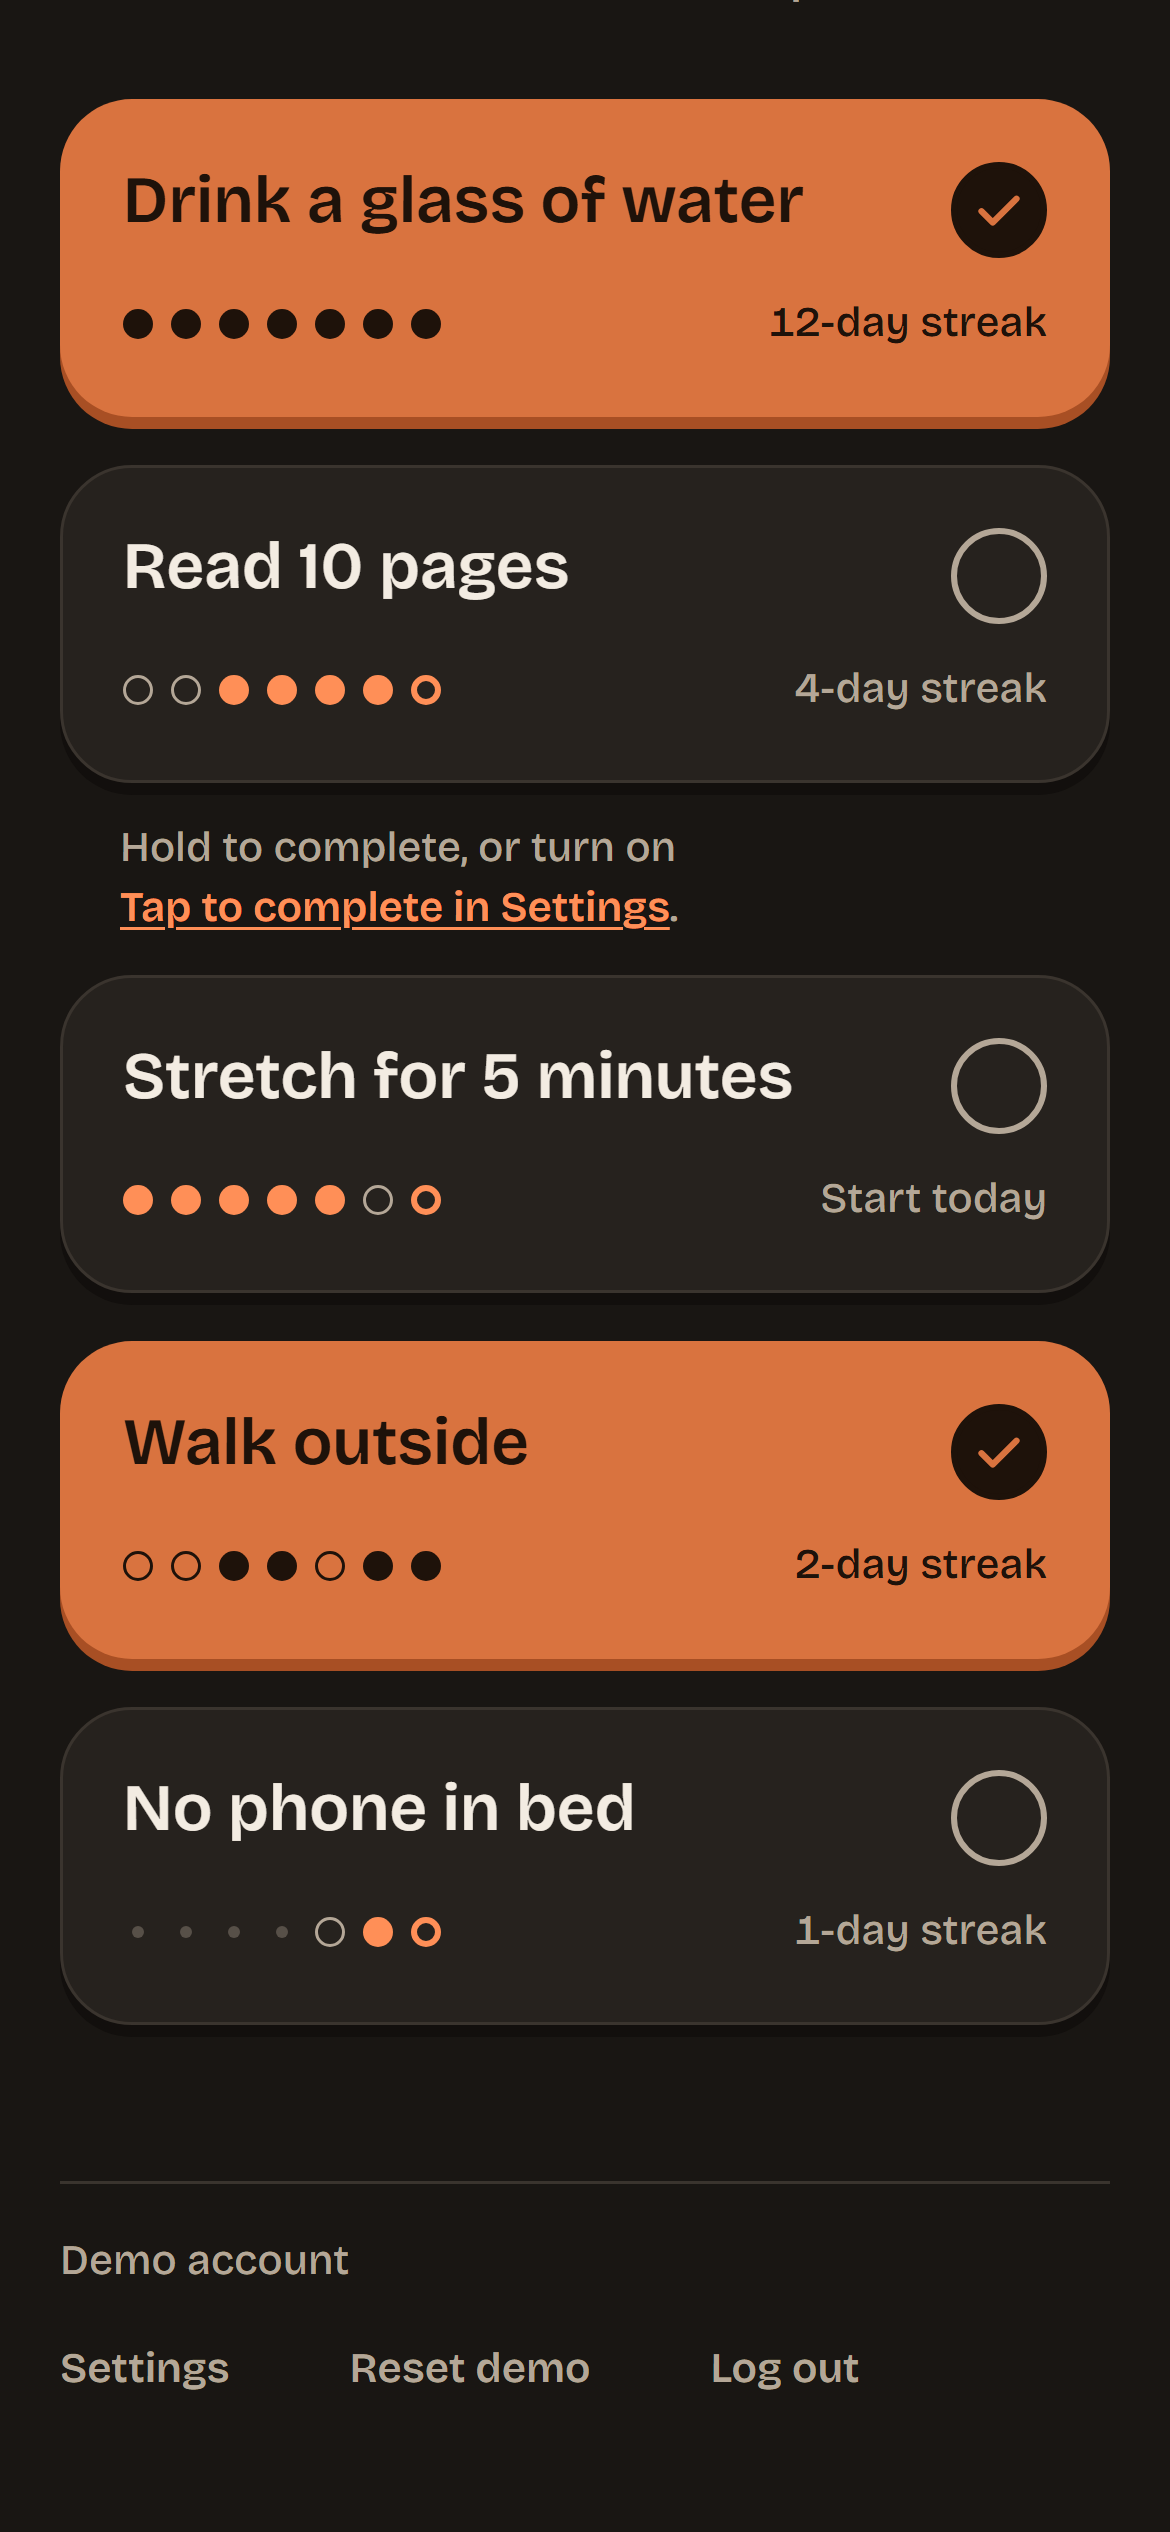 Drink a glass of water
12-day streak
Read 10 pages
4-day streak
Hold to complete, or turn on
Tap to complete in Settings.
Stretch for 5 minutes
Start today
Walk outside
2-day streak
No phone in bed
1-day streak
Demo account
Settings Reset demo Log out